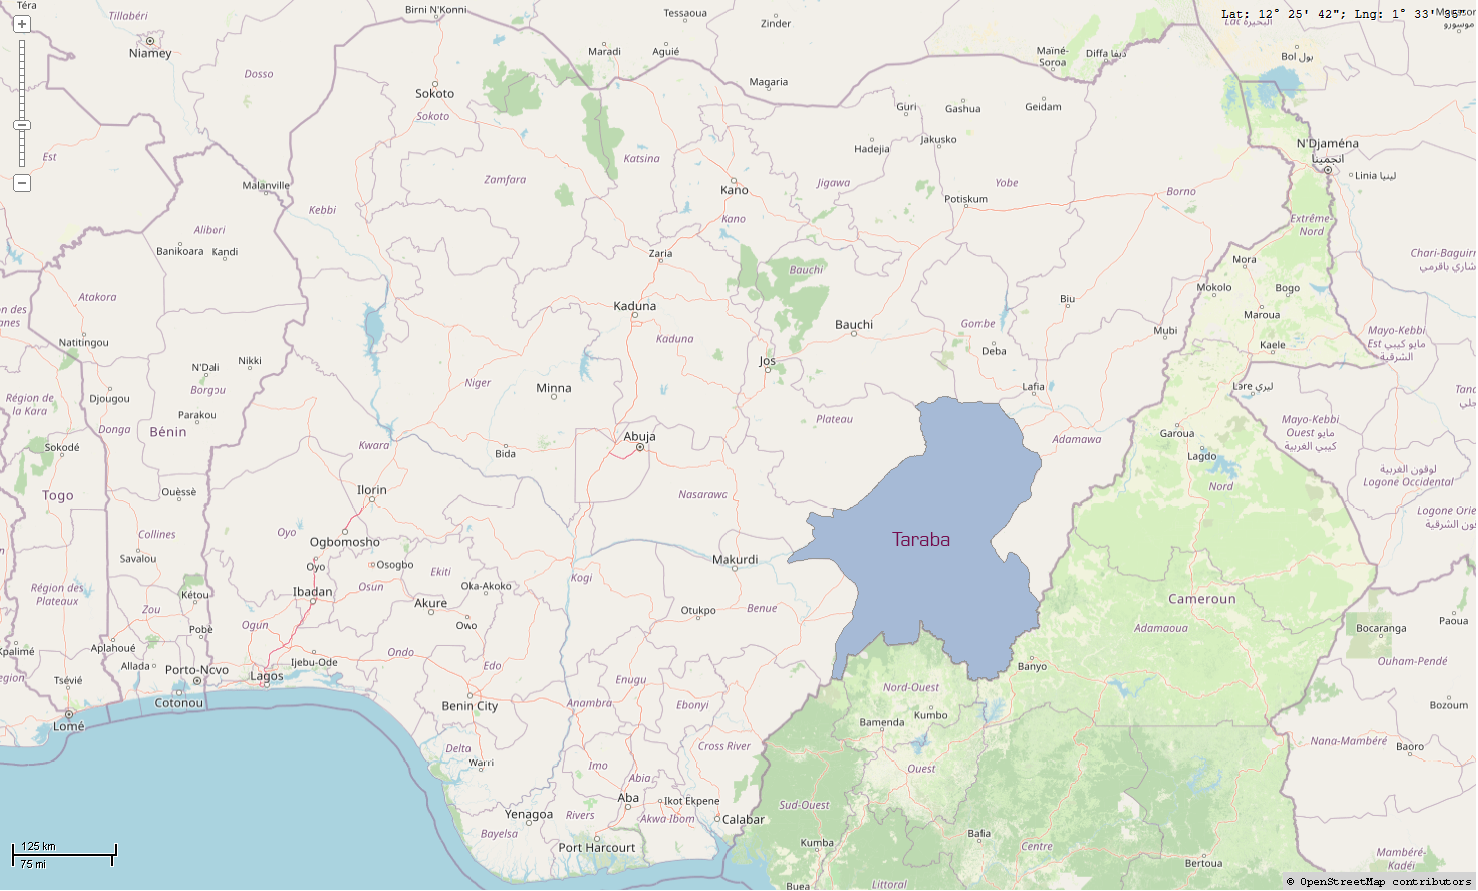 Téra
Tillabéri
Birni N'Konni
Tessaoua
Zinder
Lat: 12° 25' 42"; Lng: 1° 33' 35"
Niamey
Dosso
Maradi
Aguié
Magaria
Maïné-
Soroa
Diffa ديفا
Bol بول
Sokoto
Sokoto
Guri
Gashua
Geidam
Est
Katsina
Hadejia
Jakusko
N'Djaména
انجمينا
Linia لينيا
Malanville
Zamfara
Kano
Jigawa
Yobe
Borno
Potiskum
Kebbi
Kano
Extrême-
Nord
Alibori
Banikoara
Kandi
Zaria
Bauchi
Mora
Chari-Baguirmi
شاري باقرمي
Atakora
Kaduna
Biu
Mokolo
Bogo
Maroua
Natitingou
Kaduna
Bauchi
Gombe
Deba
Mubi
Kaele
Mayo-Kebbi
Est مايو كيبي
الشرقية
N'Dali
Nikki
Jos
Région de
la Kara
Djougou
Borgou
Niger
Minna
Lafia
Léré ليري
Parakou
Donga
Bénin
Plateau
Mayo-Kebbi
Ouest مايو
كيبي الغربية
Sokodé
Kwara
Bida
Abuja
Adamawa
Garoua
Lagdo
Togo
Ouèssè
Ilorin
Nasarawa
Nord
لوقون الغربية
Logone Occidental
Collines
Oyo
Ogbomosho
Taraba
Savalou
Oyo
Osogbo
Ekiti
Kogi
Makurdi
Région des
Plateaux
Zou
Kétou
Ibadan
Osun
Oka-Akoko
Akure
Otukpo
Benue
Cameroun
Ogun
Owo
Adamaoua
Bocaranga
Paoua
Pobè
Aplahoué
Kpalimé
Allada
Porto-Novo
Lagos
Ijebu-Ode
Ondo
Edo
Banyo
Ouham-Pendé
Tsévié
Cotonou
Enugu
Nord-Ouest
Lomé
Benin City
Anambra
Ebonyi
Bamenda
Kumbo
Bozoum
Delta
Warri
Cross River
Nana-Mambéré
Baoro
Imo
Abia
Ouest
Aba
Ikot Ekpene
Sud-Ouest
Yenagoa
Rivers
Akwa Ibom
Calabar
Bayelsa
Port Harcourt
Kumba
Bafia
Centre
Bertoua
Mambéré-
Kadéï
125 km
75 mi
Buea
Littoral
© OpenStreetMap contributors